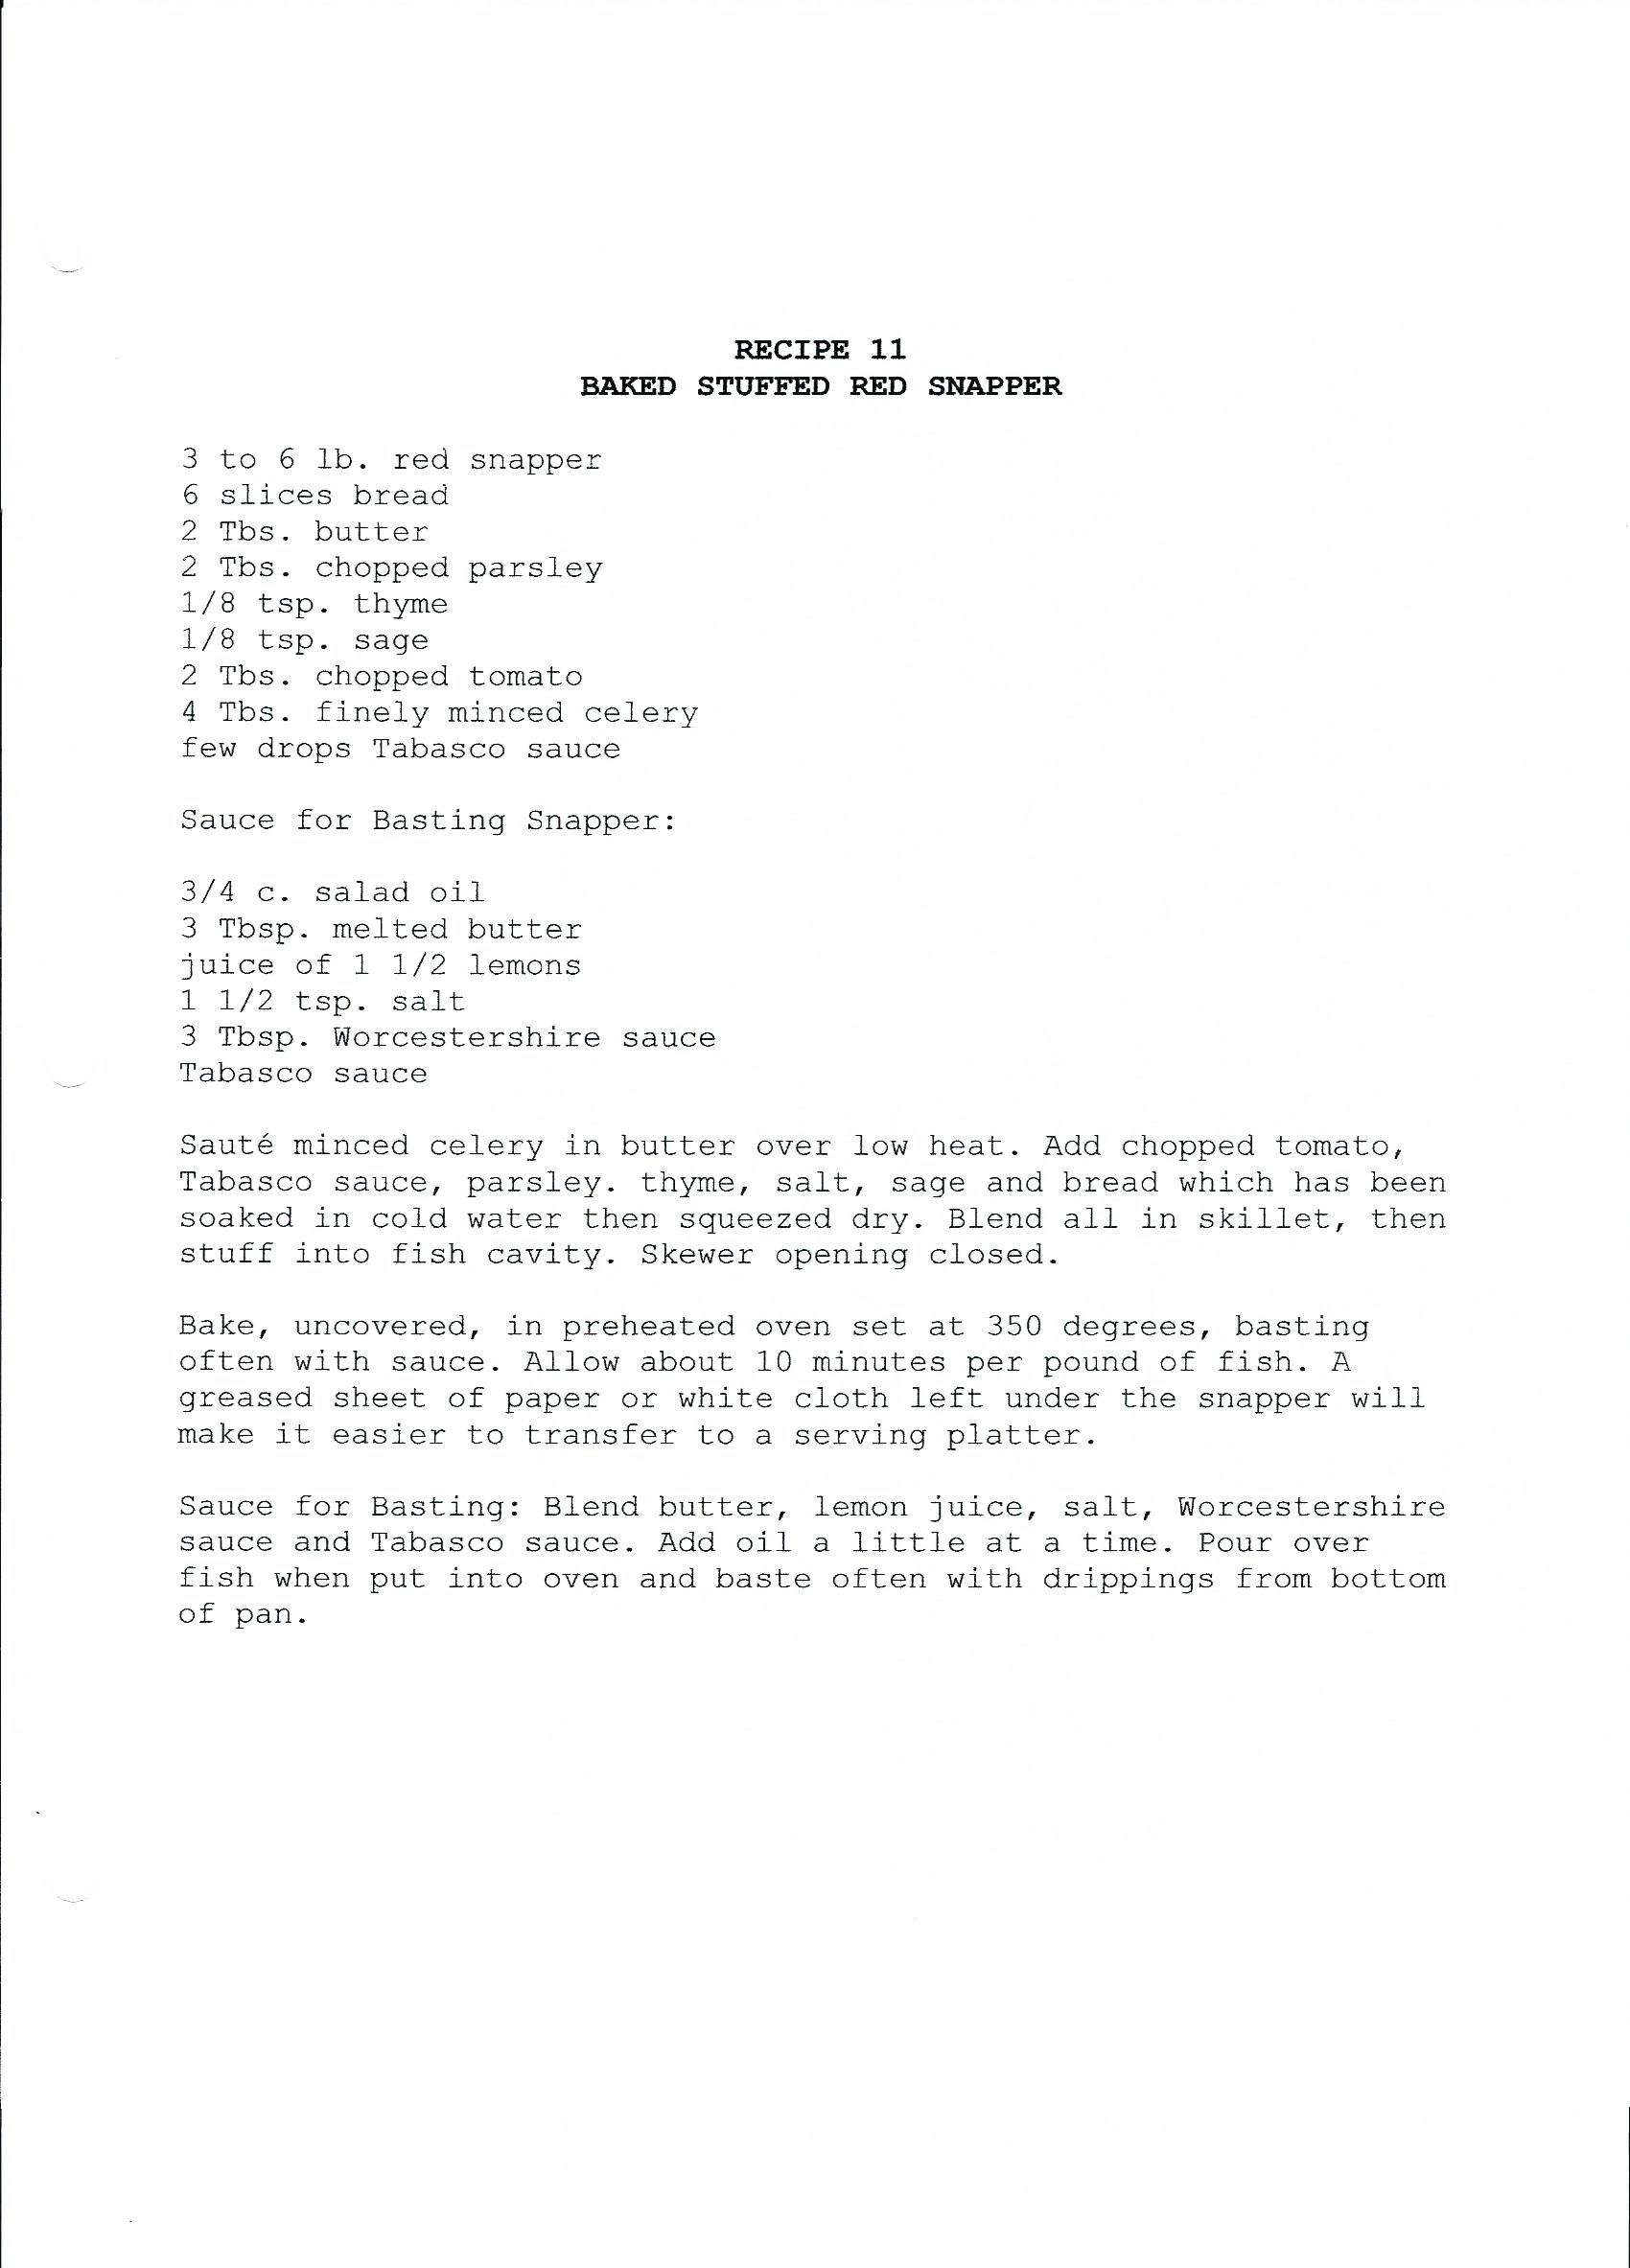 RECIPE 11
BAKED STUFFED RED SNAPPER
3 to 6 lb. red snapper
6 slices bread
2 Tbs. butter
2 Tbs. chopped parsley
1/8 tsp. thyme
1/8 tsp. sage
2 Tbs. chopped tomato
4 Tbs. finely minced celery
few drops Tabasco sauce
Sauce for Basting Snapper:
3/4 c. salad oil
3 Tbsp. melted butter
juice of 1 1/2 lemons
1 1/2 tsp. salt
3 Tbsp. Worcestershire sauce
Tabasco sauce
Sauté minced celery in butter over low heat. Add chopped tomato,
Tabasco sauce, parsley. thyme, salt, sage and bread which has been
soaked in cold water then squeezed dry. Blend all in skillet, then
stuff into fish cavity. Skewer opening closed.
Bake, uncovered, in preheated oven set at 350 degrees, basting
often with sauce. Allow about 10 minutes per pound of fish. A
greased sheet of paper or white cloth left under the snapper will
make it easier to transfer to a serving platter.
Sauce for Basting: Blend butter, lemon juice, salt, Worcestershire
sauce and Tabasco sauce. Add oil a little at a time. Pour over
fish when put into oven and baste often with drippings from bottom
of pan.